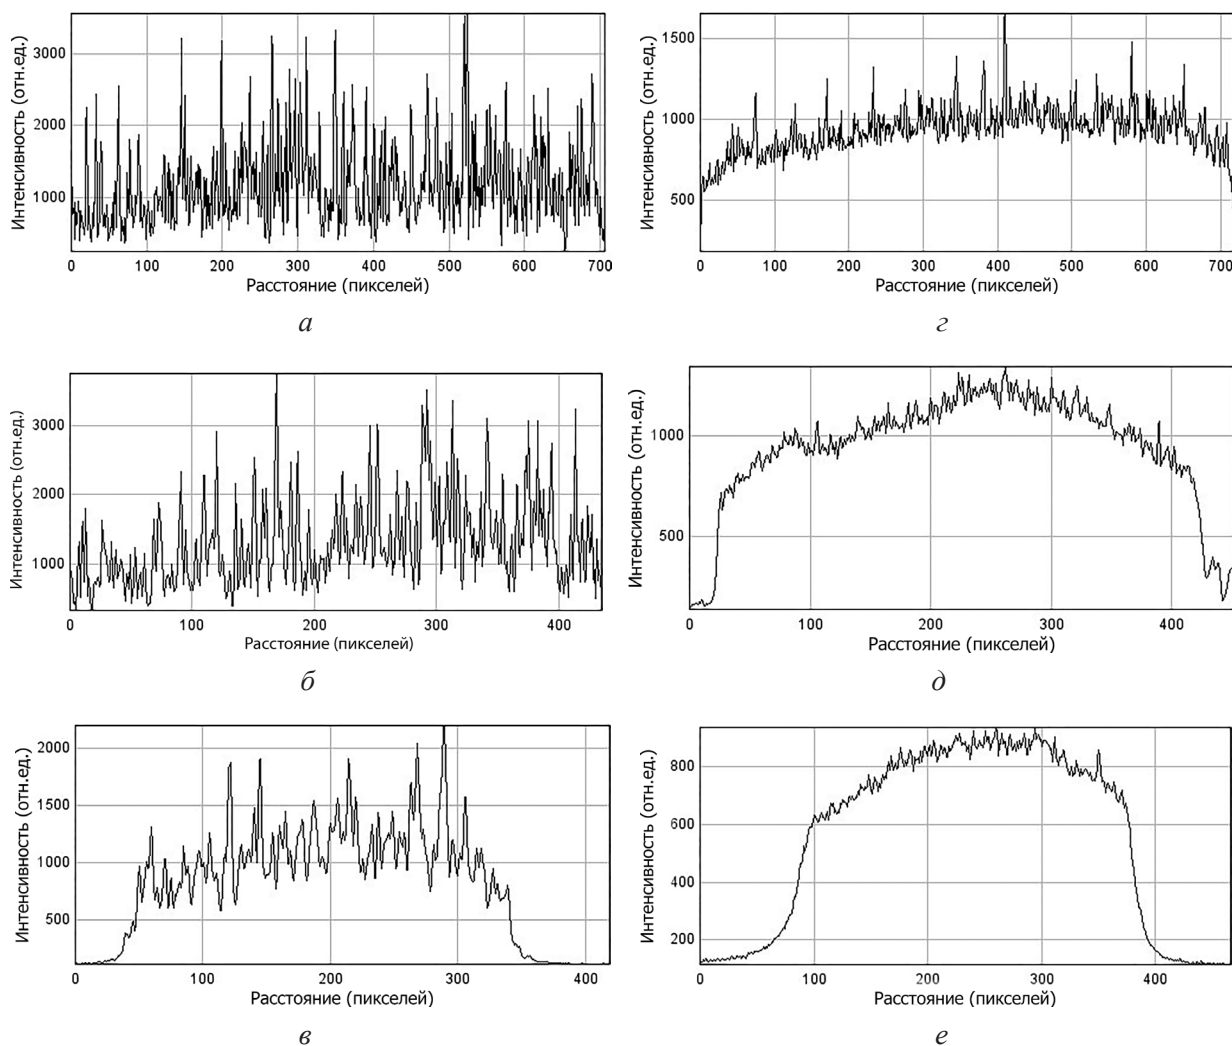 Интенсивность (отн.ед.)
3000
2000
1000
0 100 200 300 400 500 600 700
Расстояние (пикселей)
а
Интенсивность (отн.ед.)
1500
1000
500
0 100 200 300 400 500 600 700
Расстояние (пикселей)
г
Интенсивность (отн.ед.)
3000
2000
1000
0 100 200 300 400
Расстояние (пикселей)
б
Интенсивность (отн.ед.)
1000
500
0 100 200 300 400
Расстояние (пикселей)
д
Интенсивность (отн.ед.)
2000
1500
1000
500
0 100 200 300 400
Расстояние (пикселей)
в
Интенсивность (отн.ед.)
800
600
400
200
0 100 200 300 400
Расстояние (пикселей)
е